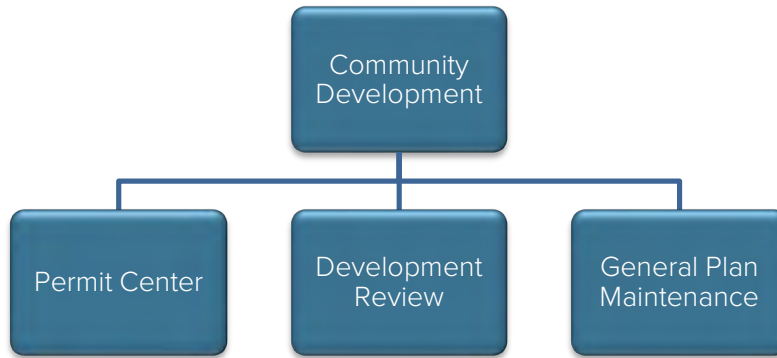 Community
Development
Permit Center
Development
Review
General Plan
Maintenance